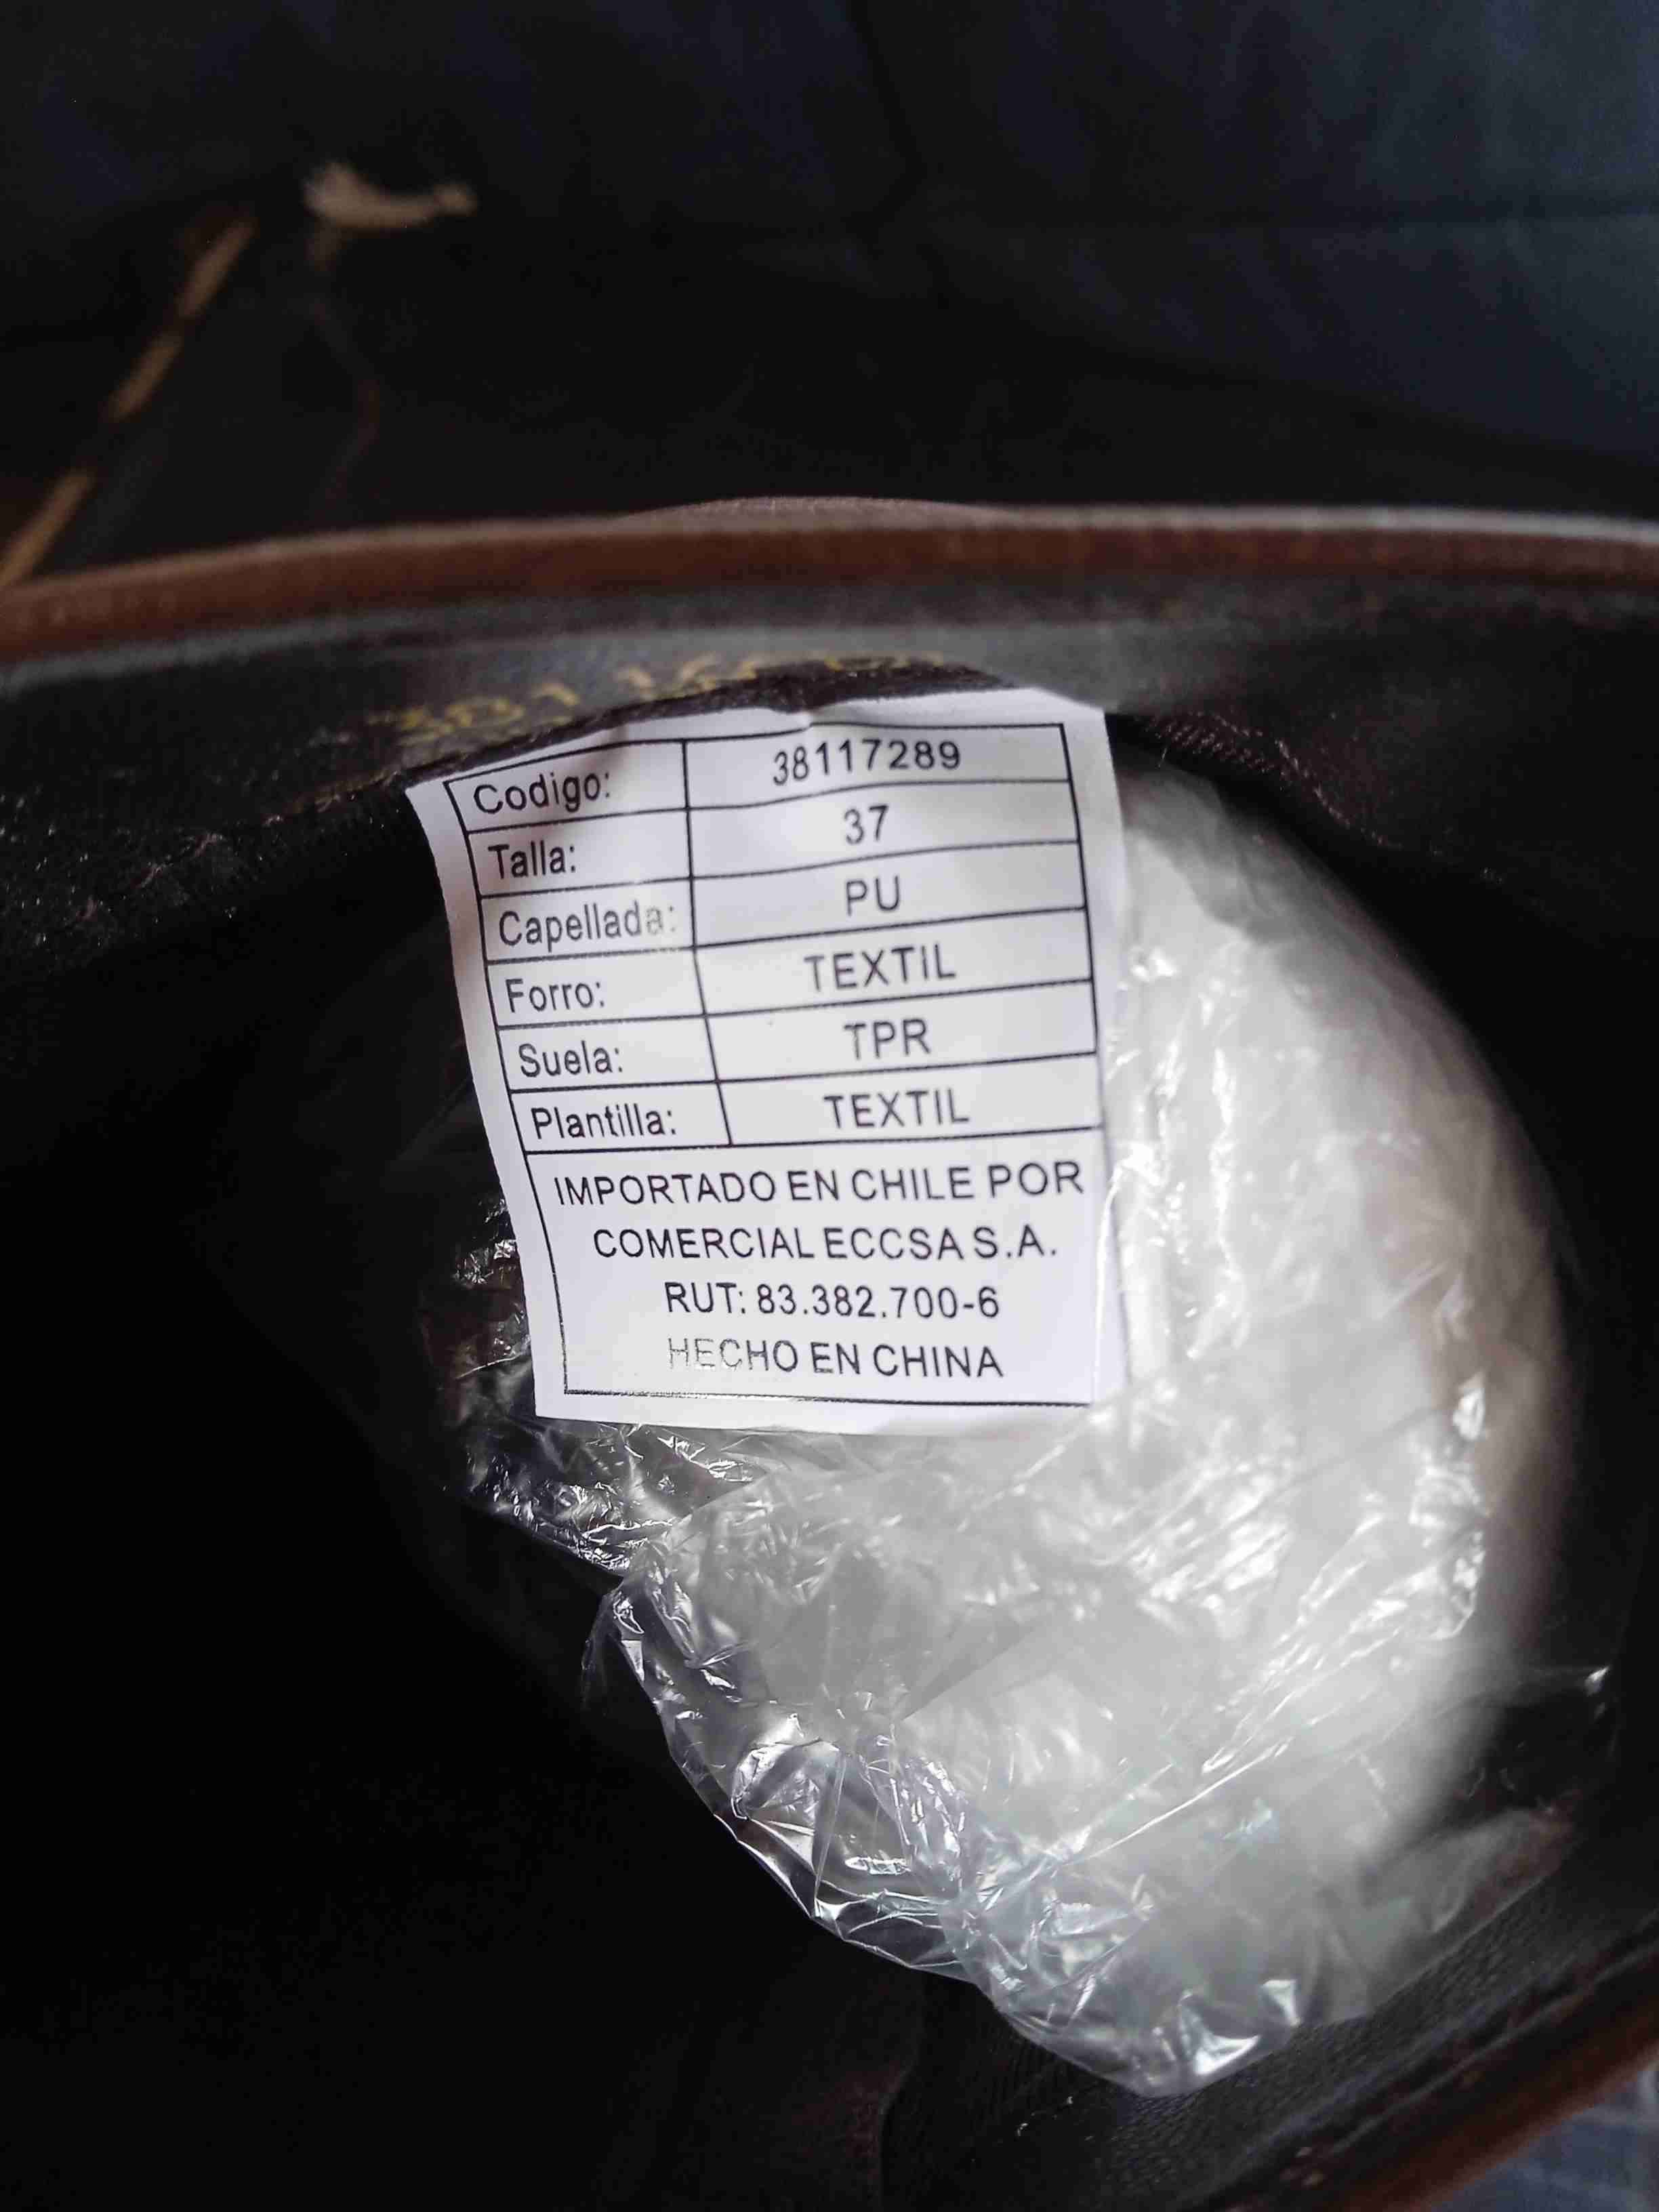 Codigo: 38117289
Talla: 37
Capellada: PU
Forro: TEXTIL
Suela: TPR
Plantilla: TEXTIL
IMPORTADO EN CHILE POR
COMERCIAL ECCSA S.A.
RUT: 83.382.700-6
HECHO EN CHINA